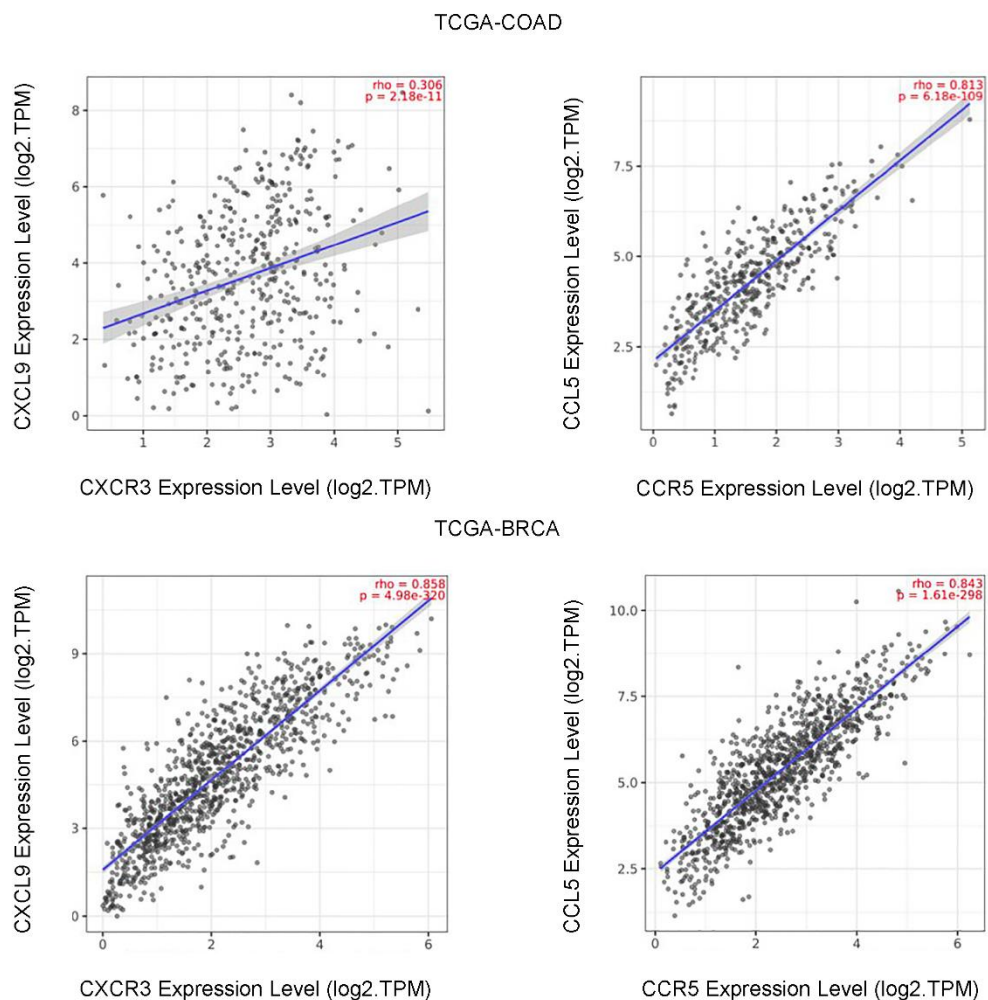 TCGA-COAD
rho = 0.306
p = 2.18e-11
CXCL9 Expression Level (log2.TPM)
8
6
4
2
0
1 2 3 4 5
CXCR3 Expression Level (log2.TPM)
rho = 0.813
p = 6.18e-109
CCL5 Expression Level (log2.TPM)
7.5
5.0
2.5
0 1 2 3 4 5
CCR5 Expression Level (log2.TPM)
TCGA-BRCA
rho = 0.858
p = 4.98e-320
CXCL9 Expression Level (log2.TPM)
9
6
3
0
0 2 4 6
CXCR3 Expression Level (log2.TPM)
rho = 0.843
p = 1.61e-298
CCL5 Expression Level (log2.TPM)
10.0
7.5
5.0
2.5
0 2 4 6
CCR5 Expression Level (log2.TPM)